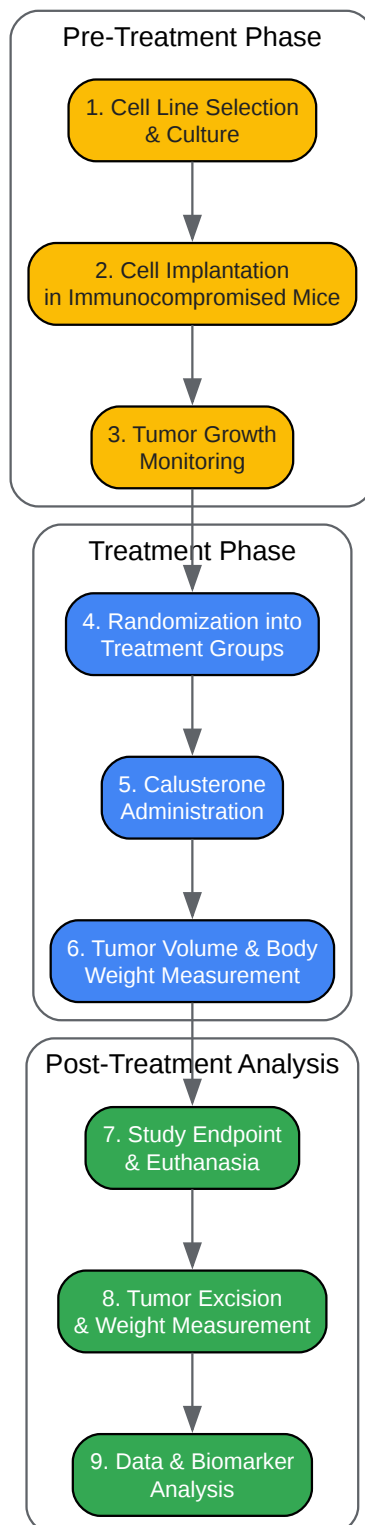 Pre-Treatment Phase
1. Cell Line Selection
& Culture
2. Cell Implantation
in Immunocompromised Mice
3. Tumor Growth
Monitoring
Treatment Phase
4. Randomization into
Treatment Groups
5. Calusterone
Administration
6. Tumor Volume & Body
Weight Measurement
Post-Treatment Analysis
7. Study Endpoint
& Euthanasia
8. Tumor Excision
& Weight Measurement
9. Data & Biomarker
Analysis